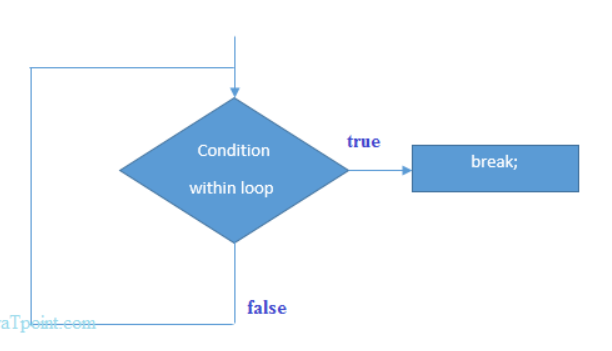 Condition
within loop
true
break;
false
aTpoint.com